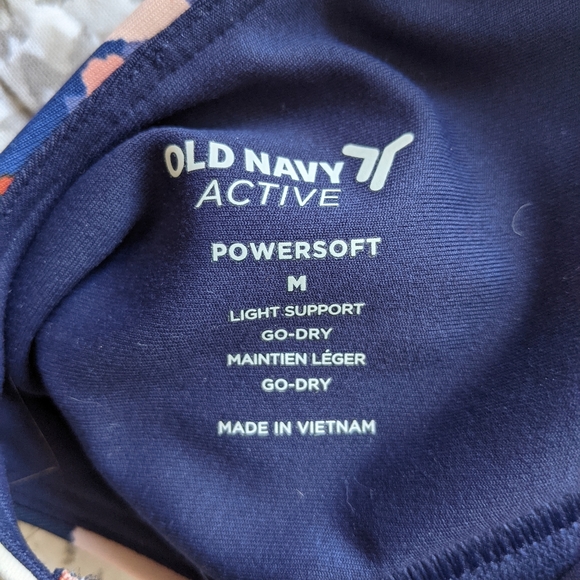 OLD NAVY
ACTIVE
POWERSOFT
M
LIGHT SUPPORT
GO-DRY
MAINTIEN LÉGER
GO-DRY
MADE IN VIETNAM